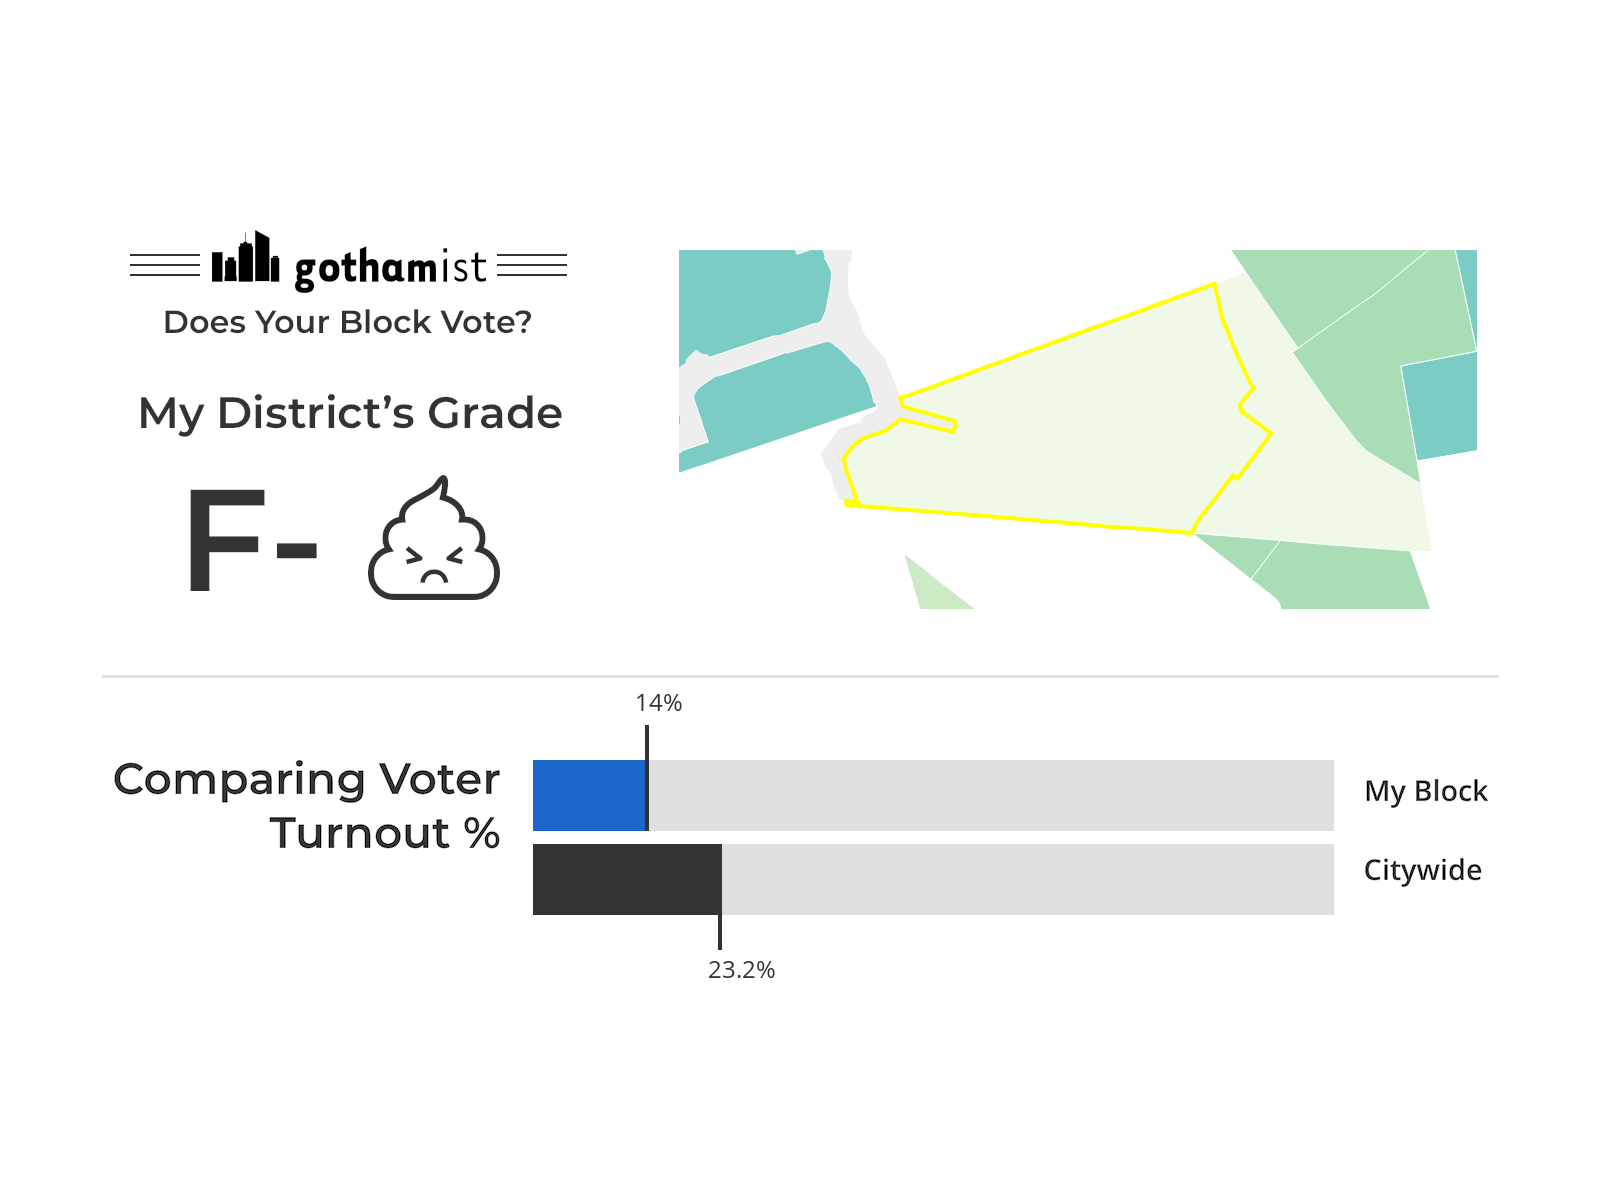 gothamist
Does Your Block Vote?
My District’s Grade
F-
14%
Comparing Voter
Turnout %
My Block
Citywide
23.2%